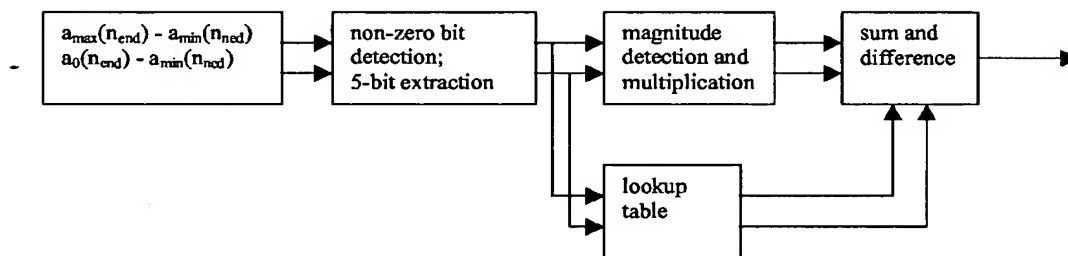 a_max(n_end) - a_min(n_ned)
a_0(n_end) - a_min(n_ned)
non-zero bit
detection;
5-bit extraction
magnitude
detection and
multiplication
sum and
difference
lookup
table